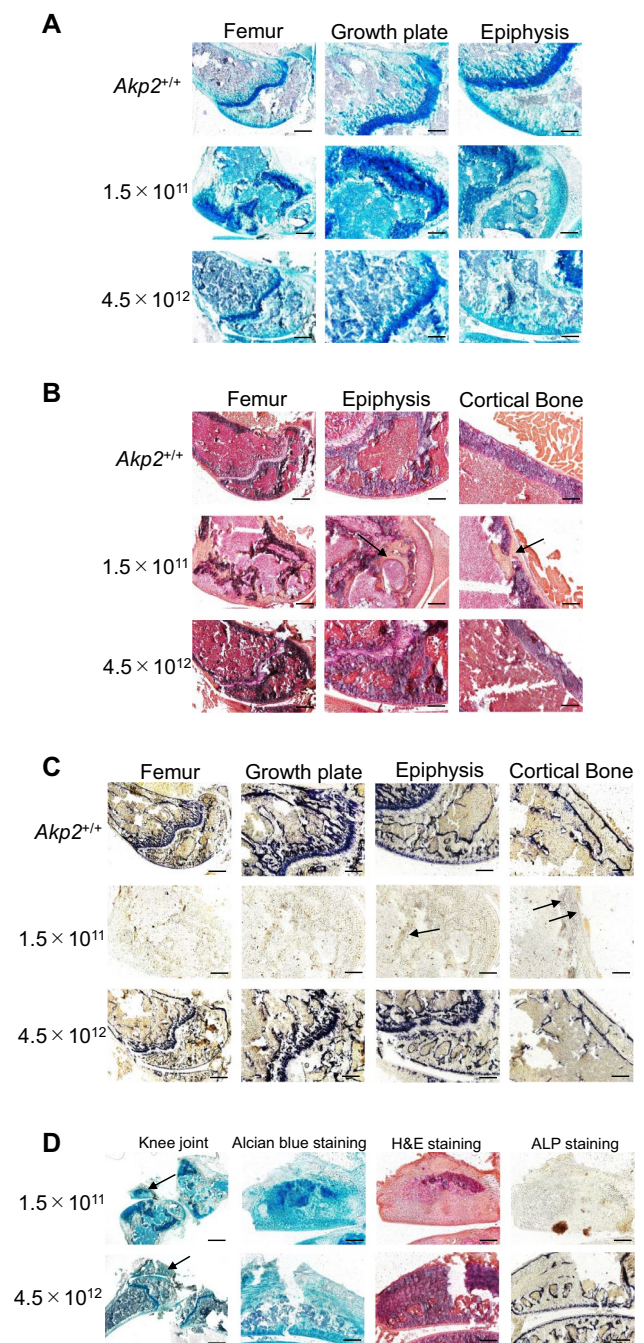 A
Femur Growth plate Epiphysis
Akp2+/+
1.5 × 10¹¹
4.5 × 10¹²
B
Femur Epiphysis Cortical Bone
Akp2+/+
1.5 × 10¹¹
4.5 × 10¹²
C
Femur Growth plate Epiphysis Cortical Bone
Akp2+/+
1.5 × 10¹¹
4.5 × 10¹²
D
Knee joint Alcian blue staining H&E staining ALP staining
1.5 × 10¹¹
4.5 × 10¹²